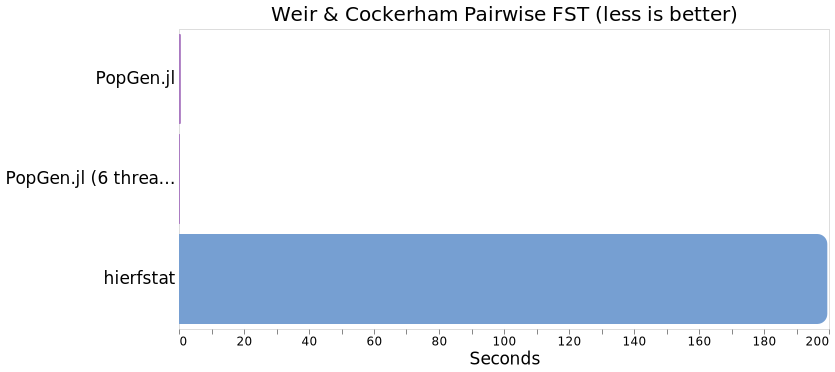 Weir & Cockerham Pairwise FST (less is better)
PopGen.jl
PopGen.jl (6 threa…
hierfstat
0 20 40 60 80 100 120 140 160 180 200
Seconds